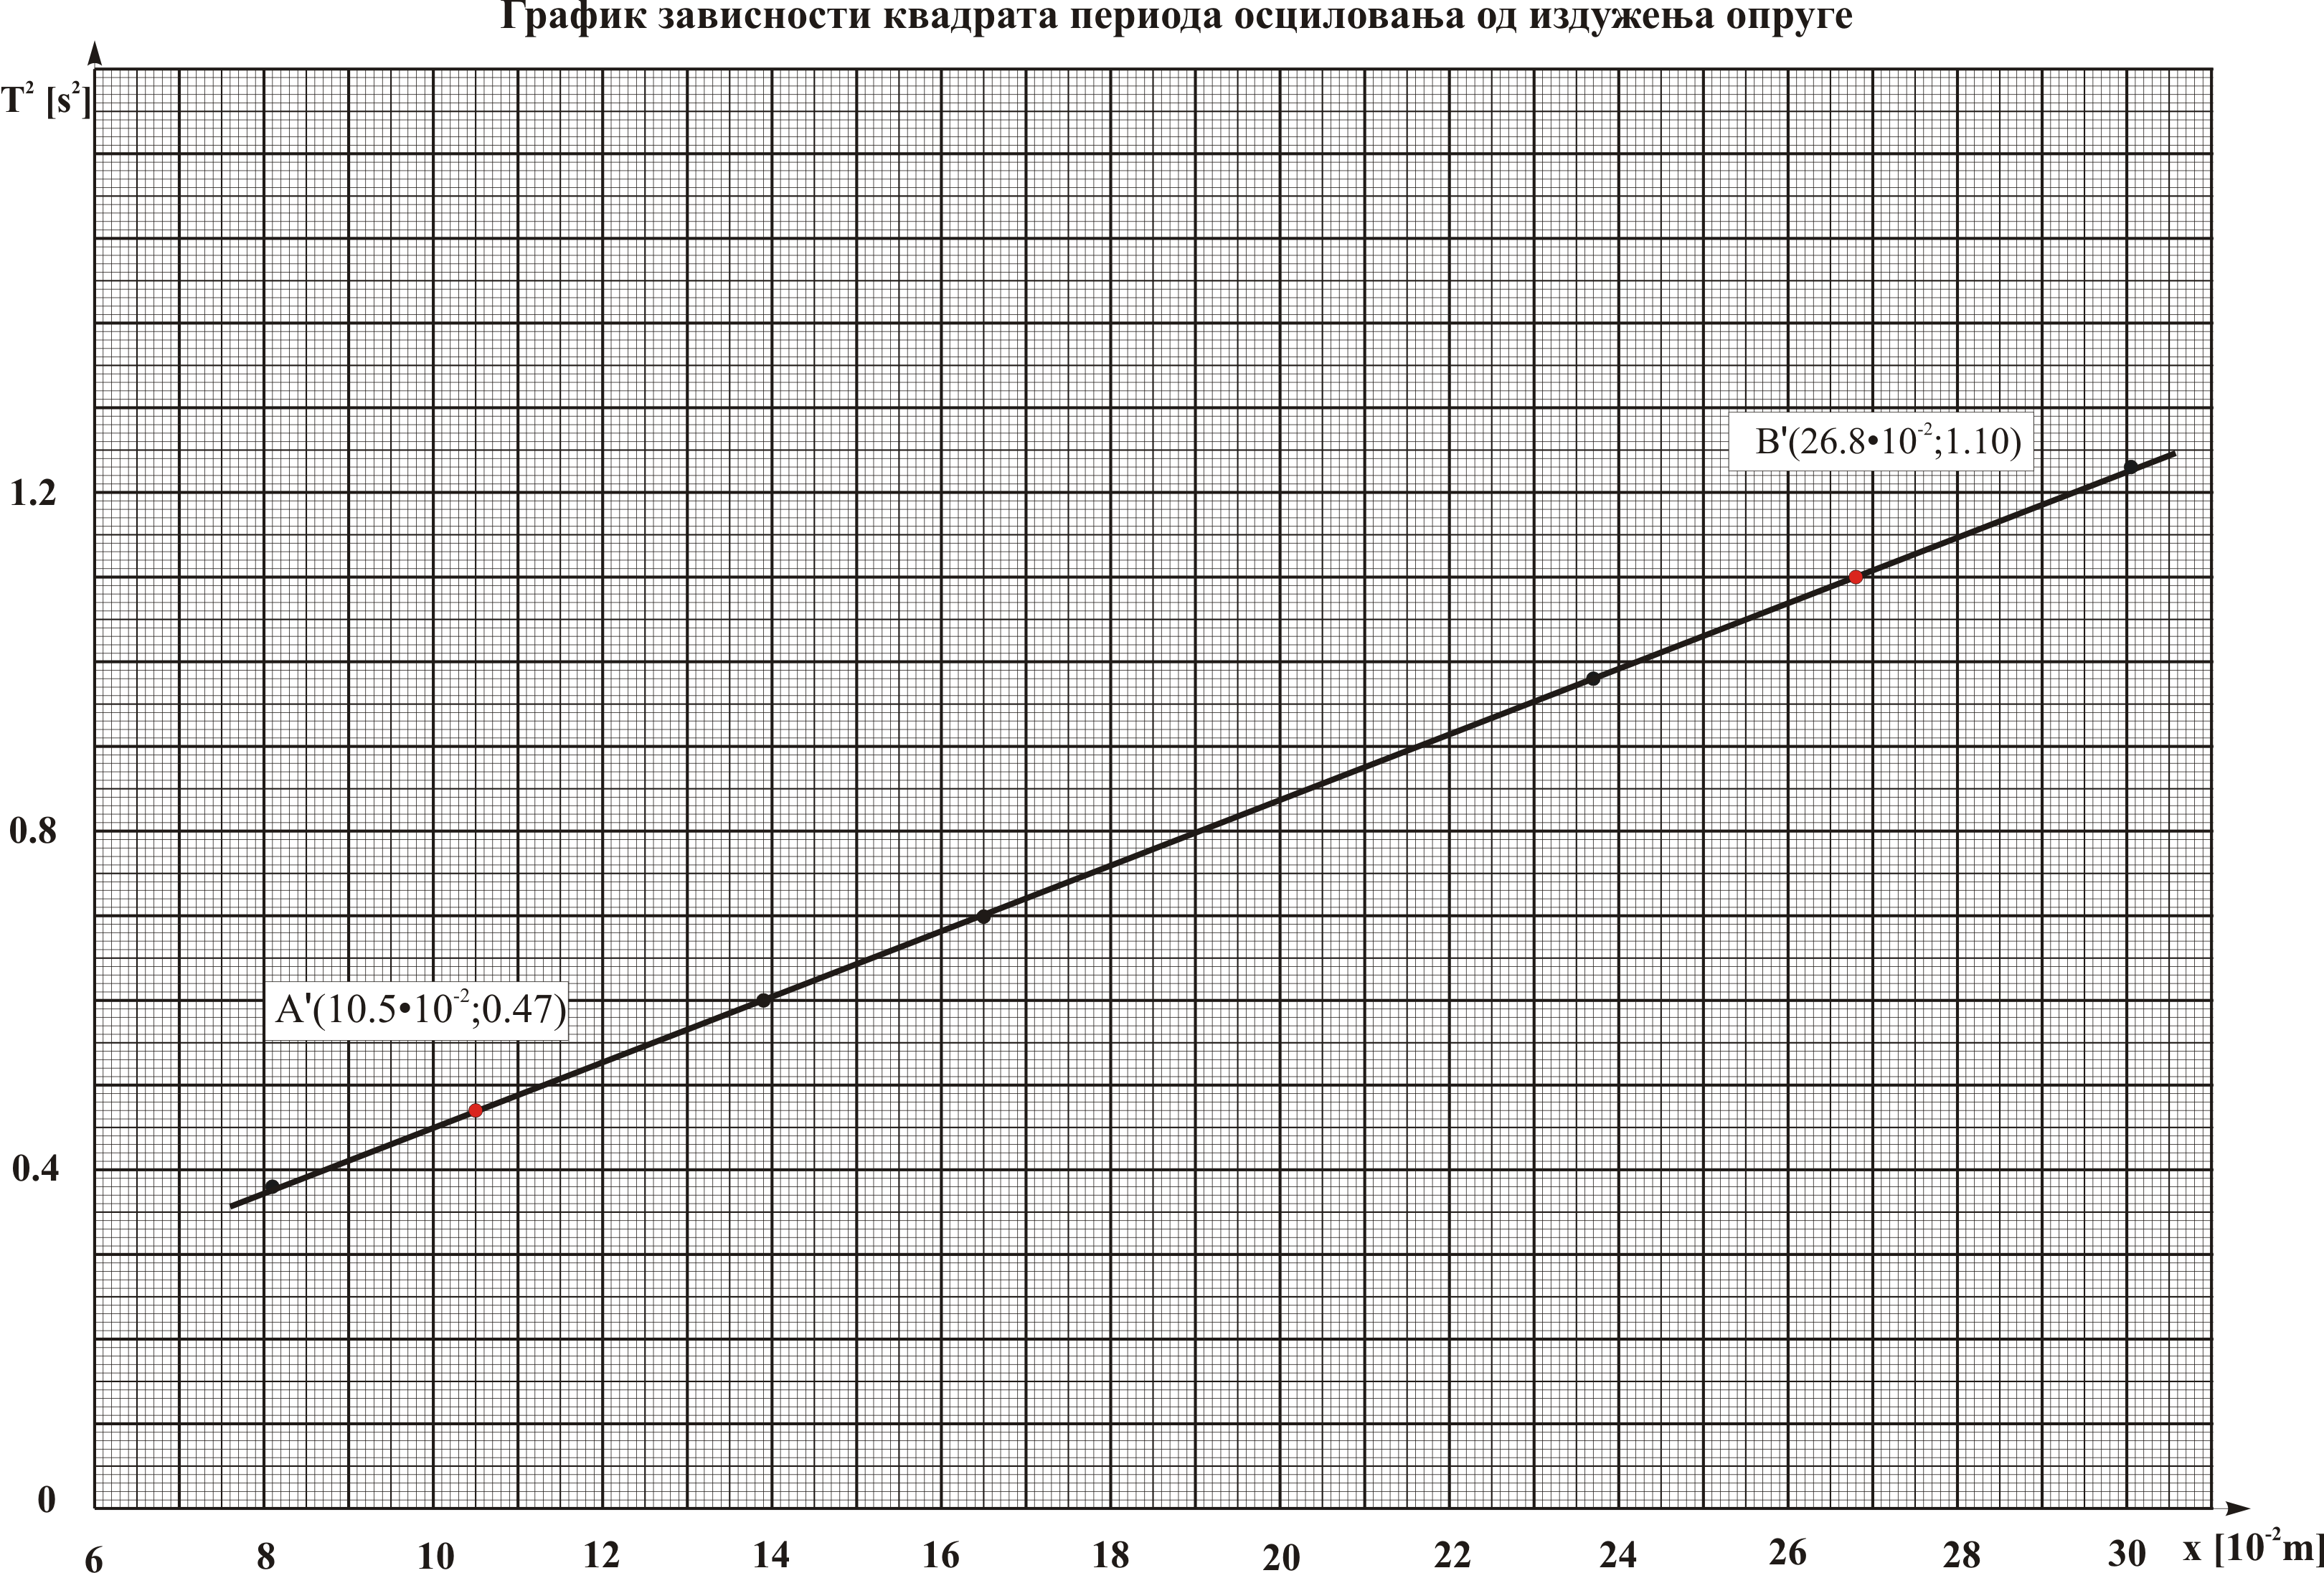 График зависности квадрата периода осциловања од издужења опруге
T² [s²]
B'(26.8•10⁻²;1.10)
1.2
0.8
A'(10.5•10⁻²;0.47)
0.4
0
6 8 10 12 14 16 18 20 22 24 26 28 30 x [10⁻²m]